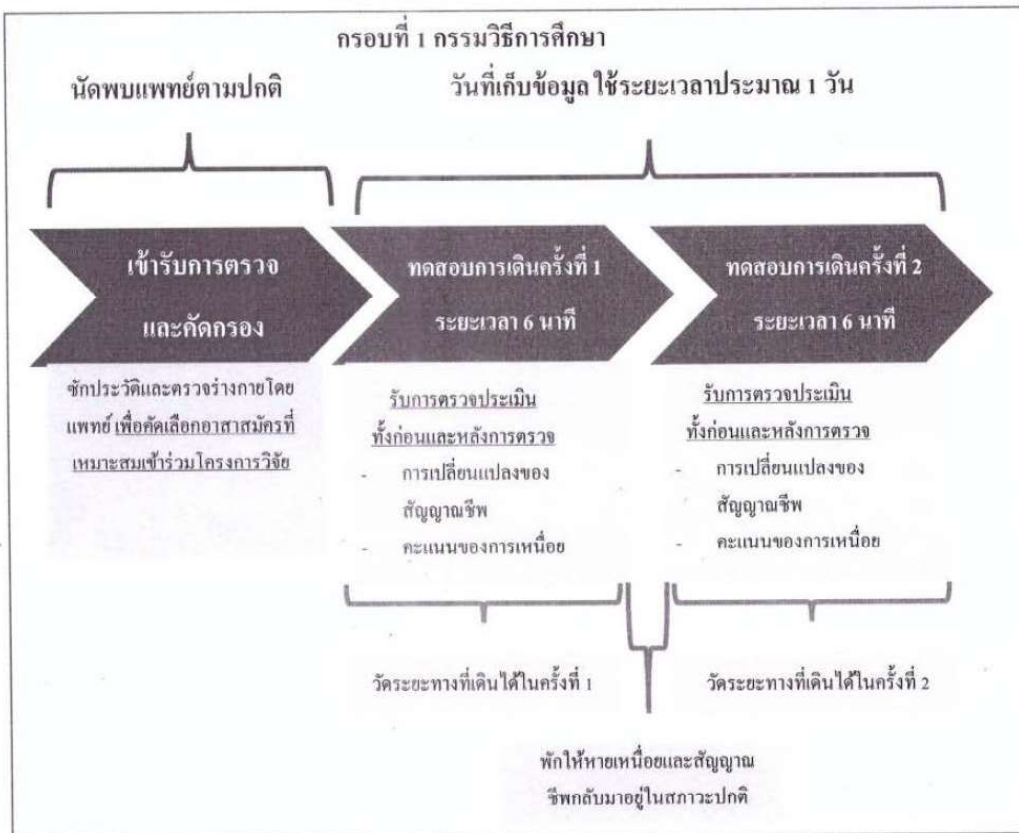 กรอบที่ 1 กรรมวิธีการศึกษา
นัดพบแพทย์ตามปกติ
วันที่เก็บข้อมูล ใช้ระยะเวลาประมาณ 1 วัน
เข้ารับการตรวจ
และคัดกรอง
ทดสอบการเดินครั้งที่ 1
ระยะเวลา 6 นาที
ทดสอบการเดินครั้งที่ 2
ระยะเวลา 6 นาที
ซักประวัติและตรวจร่างกายโดย
แพทย์ เพื่อคัดเลือกอาสาสมัครที่
เหมาะสมเข้าร่วมโครงการวิจัย
รับการตรวจประเมิน
ทั้งก่อนและหลังการตรวจ
- การเปลี่ยนแปลงของ
สัญญาณชีพ
- คะแนนของการเหนื่อย
รับการตรวจประเมิน
ทั้งก่อนและหลังการตรวจ
- การเปลี่ยนแปลงของ
สัญญาณชีพ
- คะแนนของการเหนื่อย
วัดระยะทางที่เดินได้ในครั้งที่ 1
วัดระยะทางที่เดินได้ในครั้งที่ 2
พักให้หายเหนื่อยและสัญญาณ
ชีพกลับมาอยู่ในสภาวะปกติ